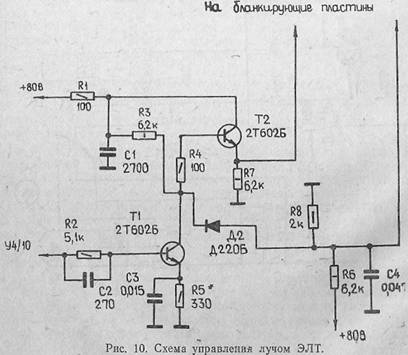 На бланкирующие пластины
+80В
R1
100
R3
6,2к
C1
2700
R4
100
T2
2Т602Б
R7
6,2к
T1
2Т602Б
R2
5,1к
У4/10
C2
270
C3
0,015
R5*
330
Д2
Д220Б
R8
2к
R6
6,2к
C4
0,047
+80В
Рис. 10. Схема управления лучом ЭЛТ.